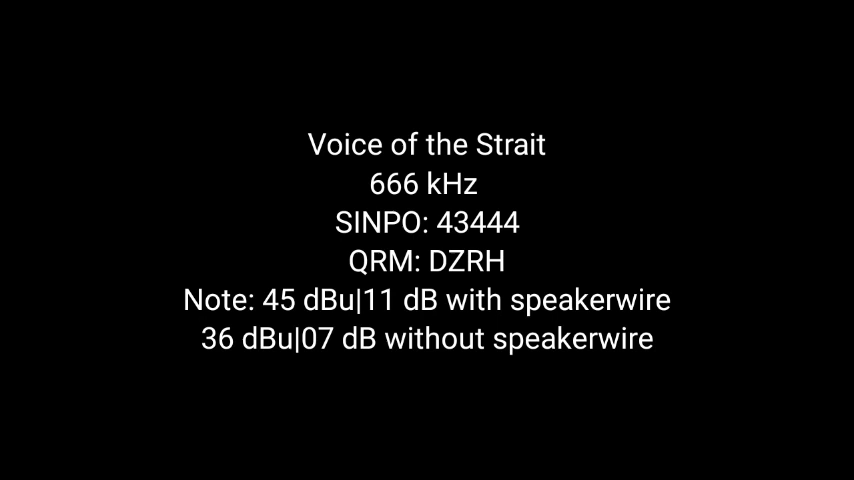 Voice of the Strait
666 kHz
SINPO: 43444
QRM: DZRH
Note: 45 dBu|11 dB with speakerwire
36 dBu|07 dB without speakerwire